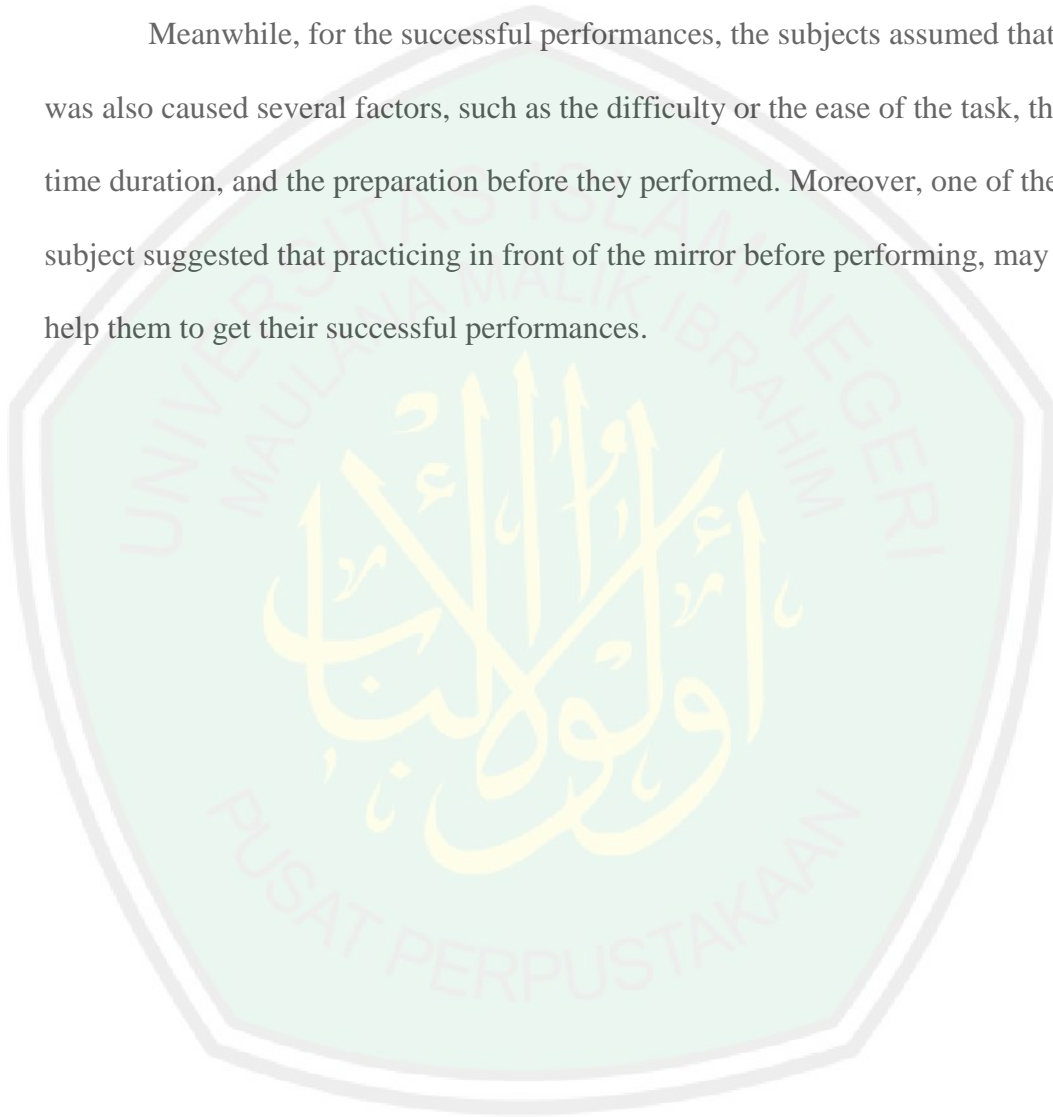 Meanwhile, for the successful performances, the subjects assumed that
was also caused several factors, such as the difficulty or the ease of the task, th
time duration, and the preparation before they performed. Moreover, one of the
subject suggested that practicing in front of the mirror before performing, may
help them to get their successful performances.
UNIVERSITAS ISLAM NEGERI
MAULANA MALIK IBRAHIM
أولو الألباب
PUSAT PERPUSTAKAAN